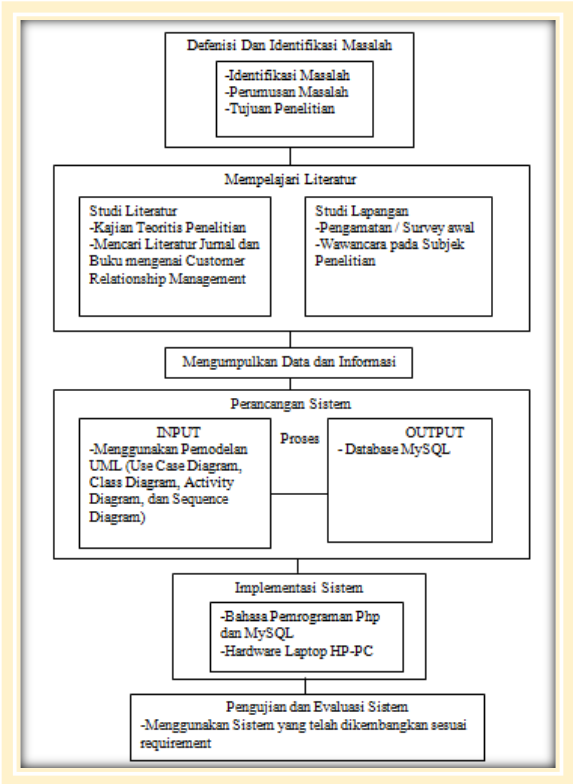 Defenisi Dan Identifikasi Masalah
-Identifikasi Masalah
-Perumusan Masalah
-Tujuan Penelitian
Mempelajari Literatur
Studi Literatur
-Kajian Teoritis Penelitian
-Mencari Literatur Jurnal dan
Buku mengenai Customer
Relationship Management
Studi Lapangan
-Pengamatan / Survey awal
-Wawancara pada Subjek
Penelitian
Mengumpulkan Data dan Informasi
Perancangan Sistem
INPUT
-Menggunakan Pemodelan
UML (Use Case Diagram,
Class Diagram, Activity
Diagram, dan Sequence
Diagram)
Proses
OUTPUT
- Database MySQL
Implementasi Sistem
-Bahasa Pemrograman Php
dan MySQL
-Hardware Laptop HP-PC
Pengujian dan Evaluasi Sistem
-Menggunakan Sistem yang telah dikembangkan sesuai
requirement